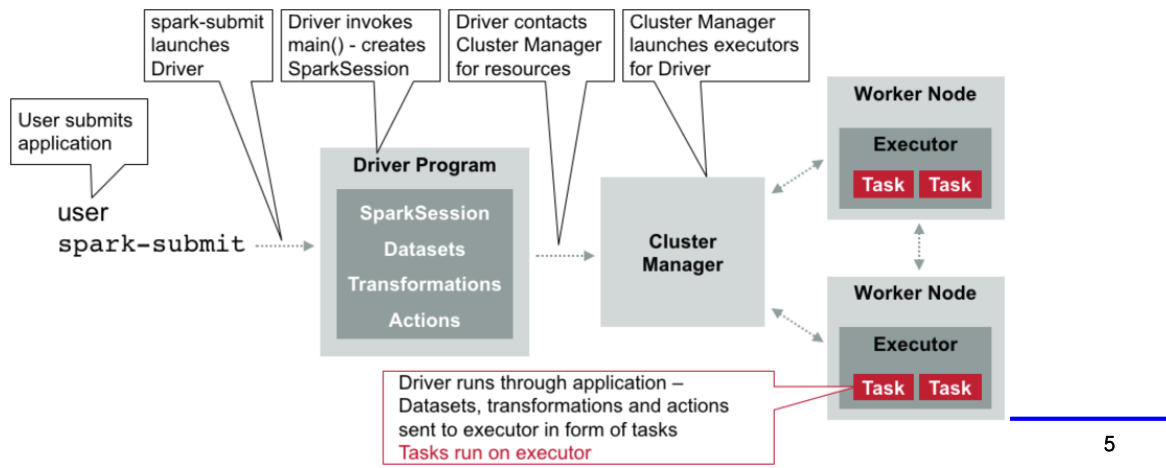 spark-submit
launches
Driver
Driver invokes
main() - creates
SparkSession
Driver contacts
Cluster Manager
for resources
Cluster Manager
launches executors
for Driver
User submits
application
user
spark-submit
Driver Program
SparkSession
Datasets
Transformations
Actions
Cluster
Manager
Worker Node
Executor
Task Task
Worker Node
Executor
Task Task
Driver runs through application –
Datasets, transformations and actions
sent to executor in form of tasks
Tasks run on executor
5